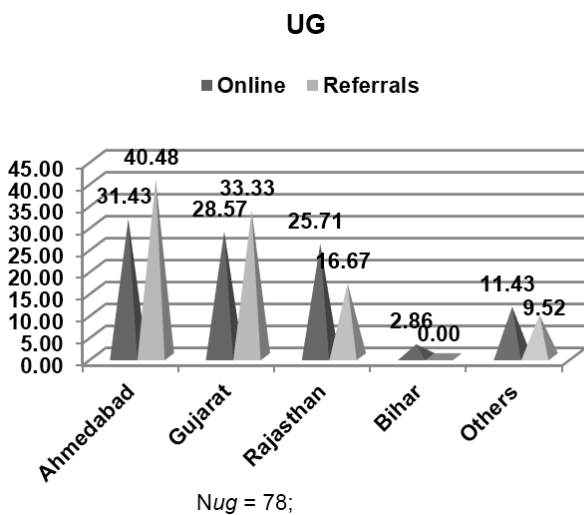 UG
Online Referrals
45.00
40.00
35.00
30.00
25.00
20.00
15.00
10.00
5.00
0.00
31.43
40.48
28.57
33.33
25.71
16.67
2.86
0.00
11.43
9.52
Ahmedabad
Gujarat
Rajasthan
Bihar
Others
Nug = 78;